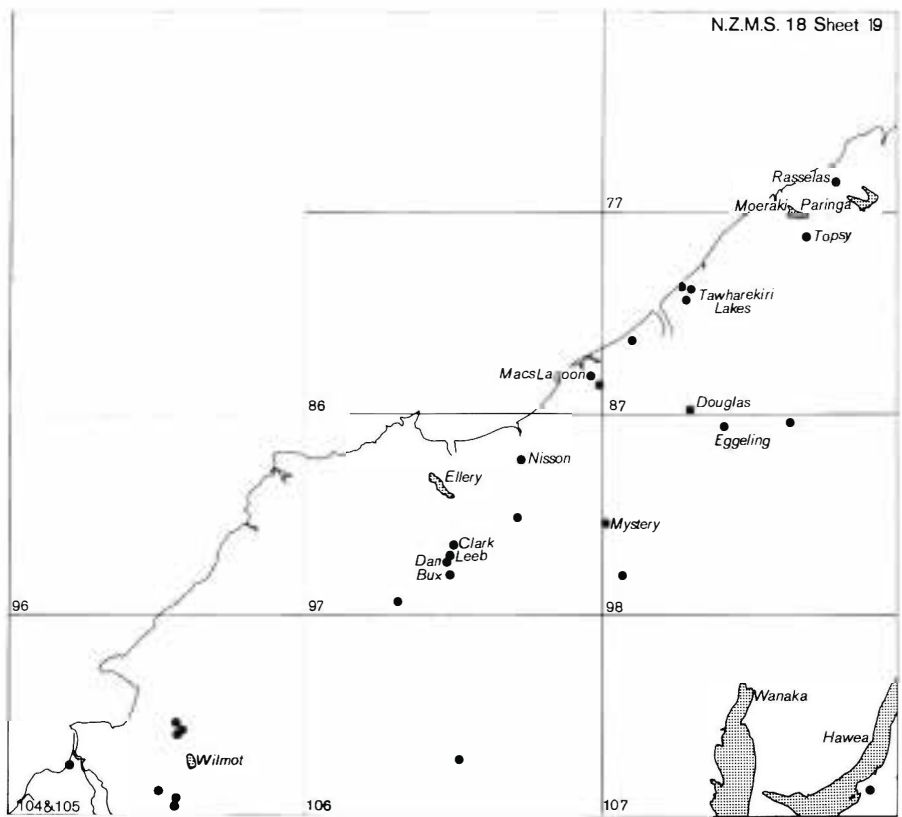 N.Z.M.S. 18 Sheet 19
Rasselas
77
Moeraki Paringa
Topsy
Tawharekiri
Lakes
Macs Lagoon
86
87
Douglas
Eggeling
Nisson
Ellery
Mystery
Clark
Leeb
Dan
Bux
96
97
98
Wanaka
Hawea
Wilmot
104&105
106
107